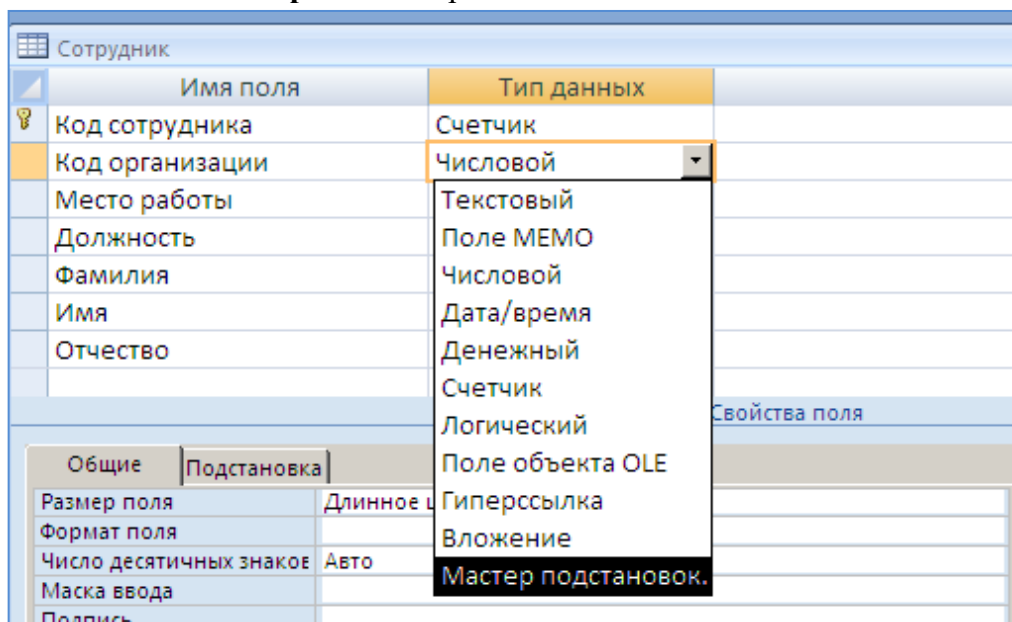 Сотрудник
Имя поля Тип данных
Код сотрудника Счетчик
Код организации Числовой
Место работы Текстовый
Должность Поле МЕМО
Фамилия Числовой
Имя Дата/время
Отчество Денежный
Счетчик
Свойства поля
Логический
Общие Подстановка Поле объекта OLE
Размер поля Длинное Гиперссылка
Формат поля Вложение
Число десятичных знаков Авто
Мастер подстановок.
Маска ввода
Подпись